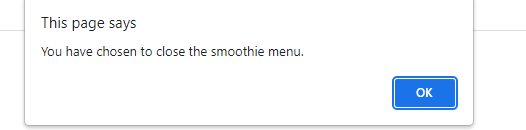 This page says
You have chosen to close the smoothie menu.
OK